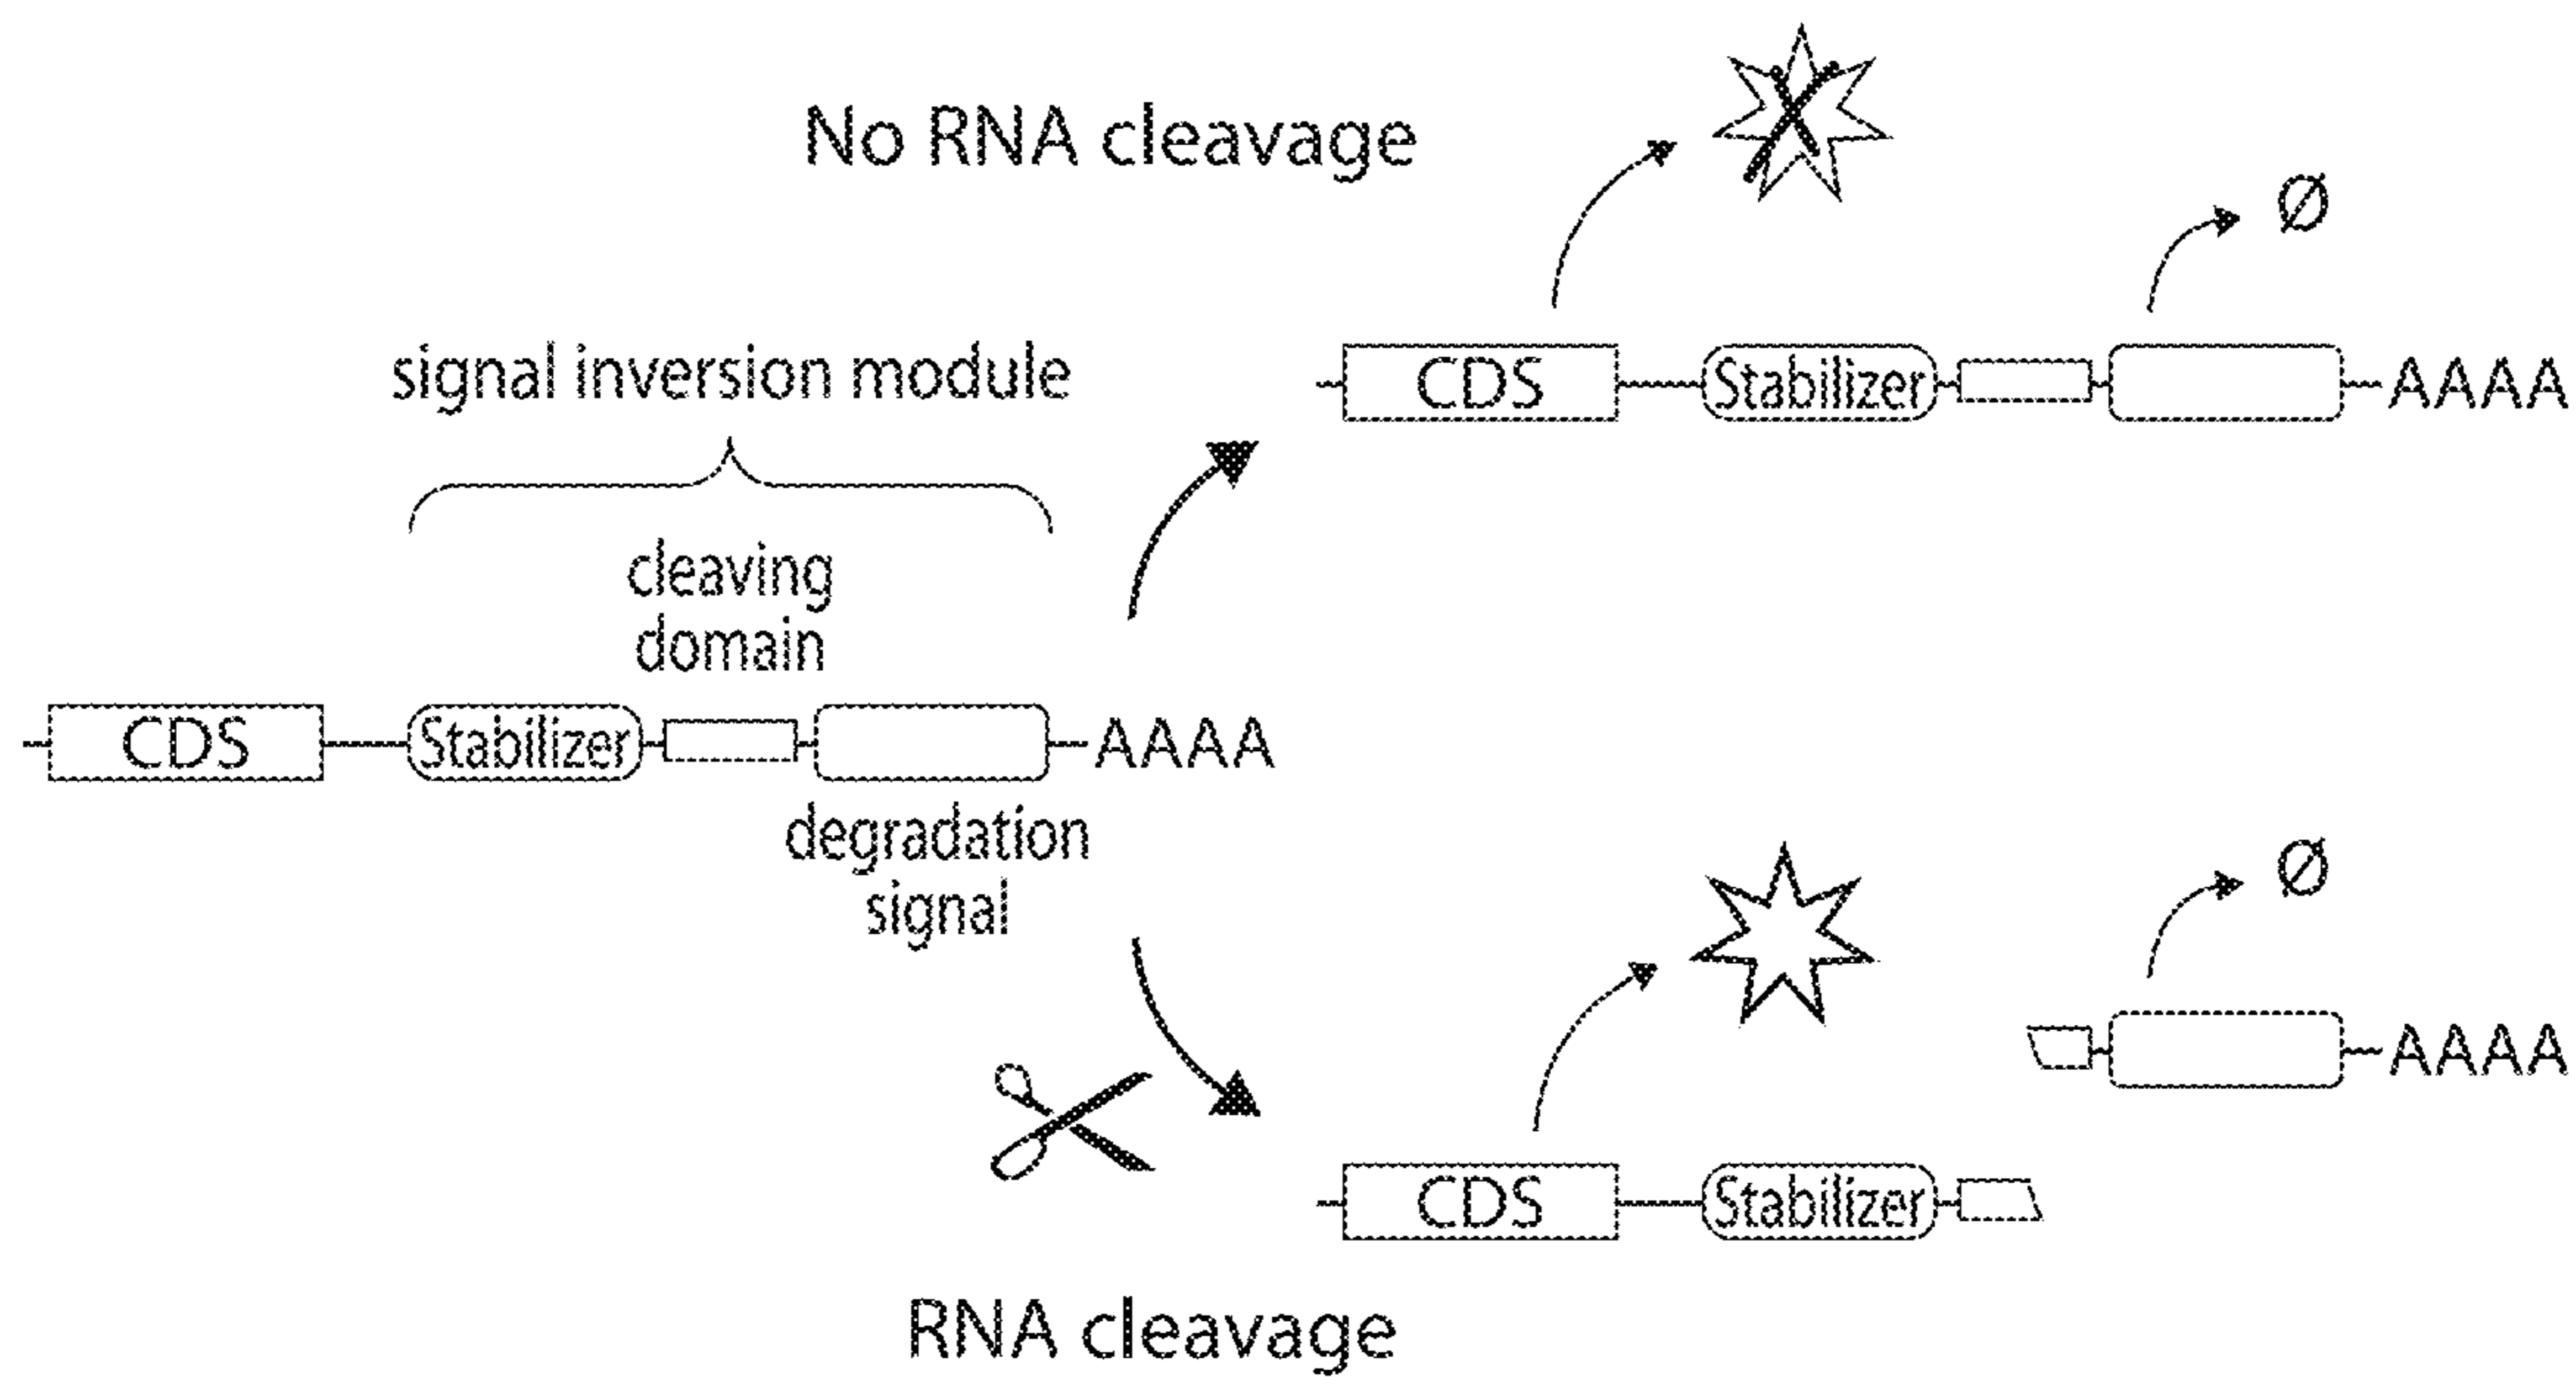 No RNA cleavage
Ø
signal inversion module
CDS Stabilizer AAAA
cleaving
domain
CDS Stabilizer AAAA
degradation
signal
Ø
AAAA
CDS Stabilizer
RNA cleavage